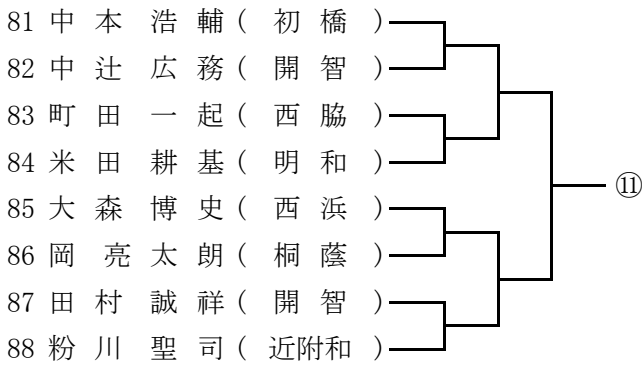 81 中本浩輔(初橋)
82 中辻広務(開智)
83 町田一起(西脇)
84 米田耕基(明和)
⑪
85 大森博史(西浜)
86 岡亮太朗(桐蔭)
87 田村誠祥(開智)
88 粉川聖司(近附和)